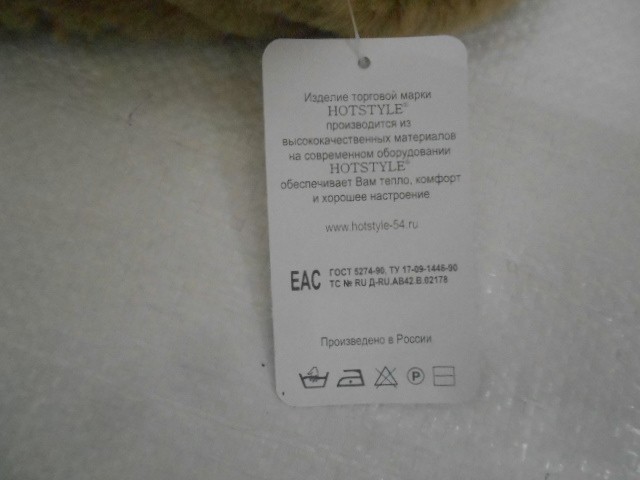 Изделие торговой марки
HOTSTYLE®
производится из
высококачественных материалов
на современном оборудовании
HOTSTYLE®
обеспечивает Вам тепло, комфорт
и хорошее настроение
www.hotstyle-54.ru
EAC
ГОСТ 5274-90, ТУ 17-09-1446-90
ТС № RU Д-RU.АВ42.В.02178
Произведено в России
P